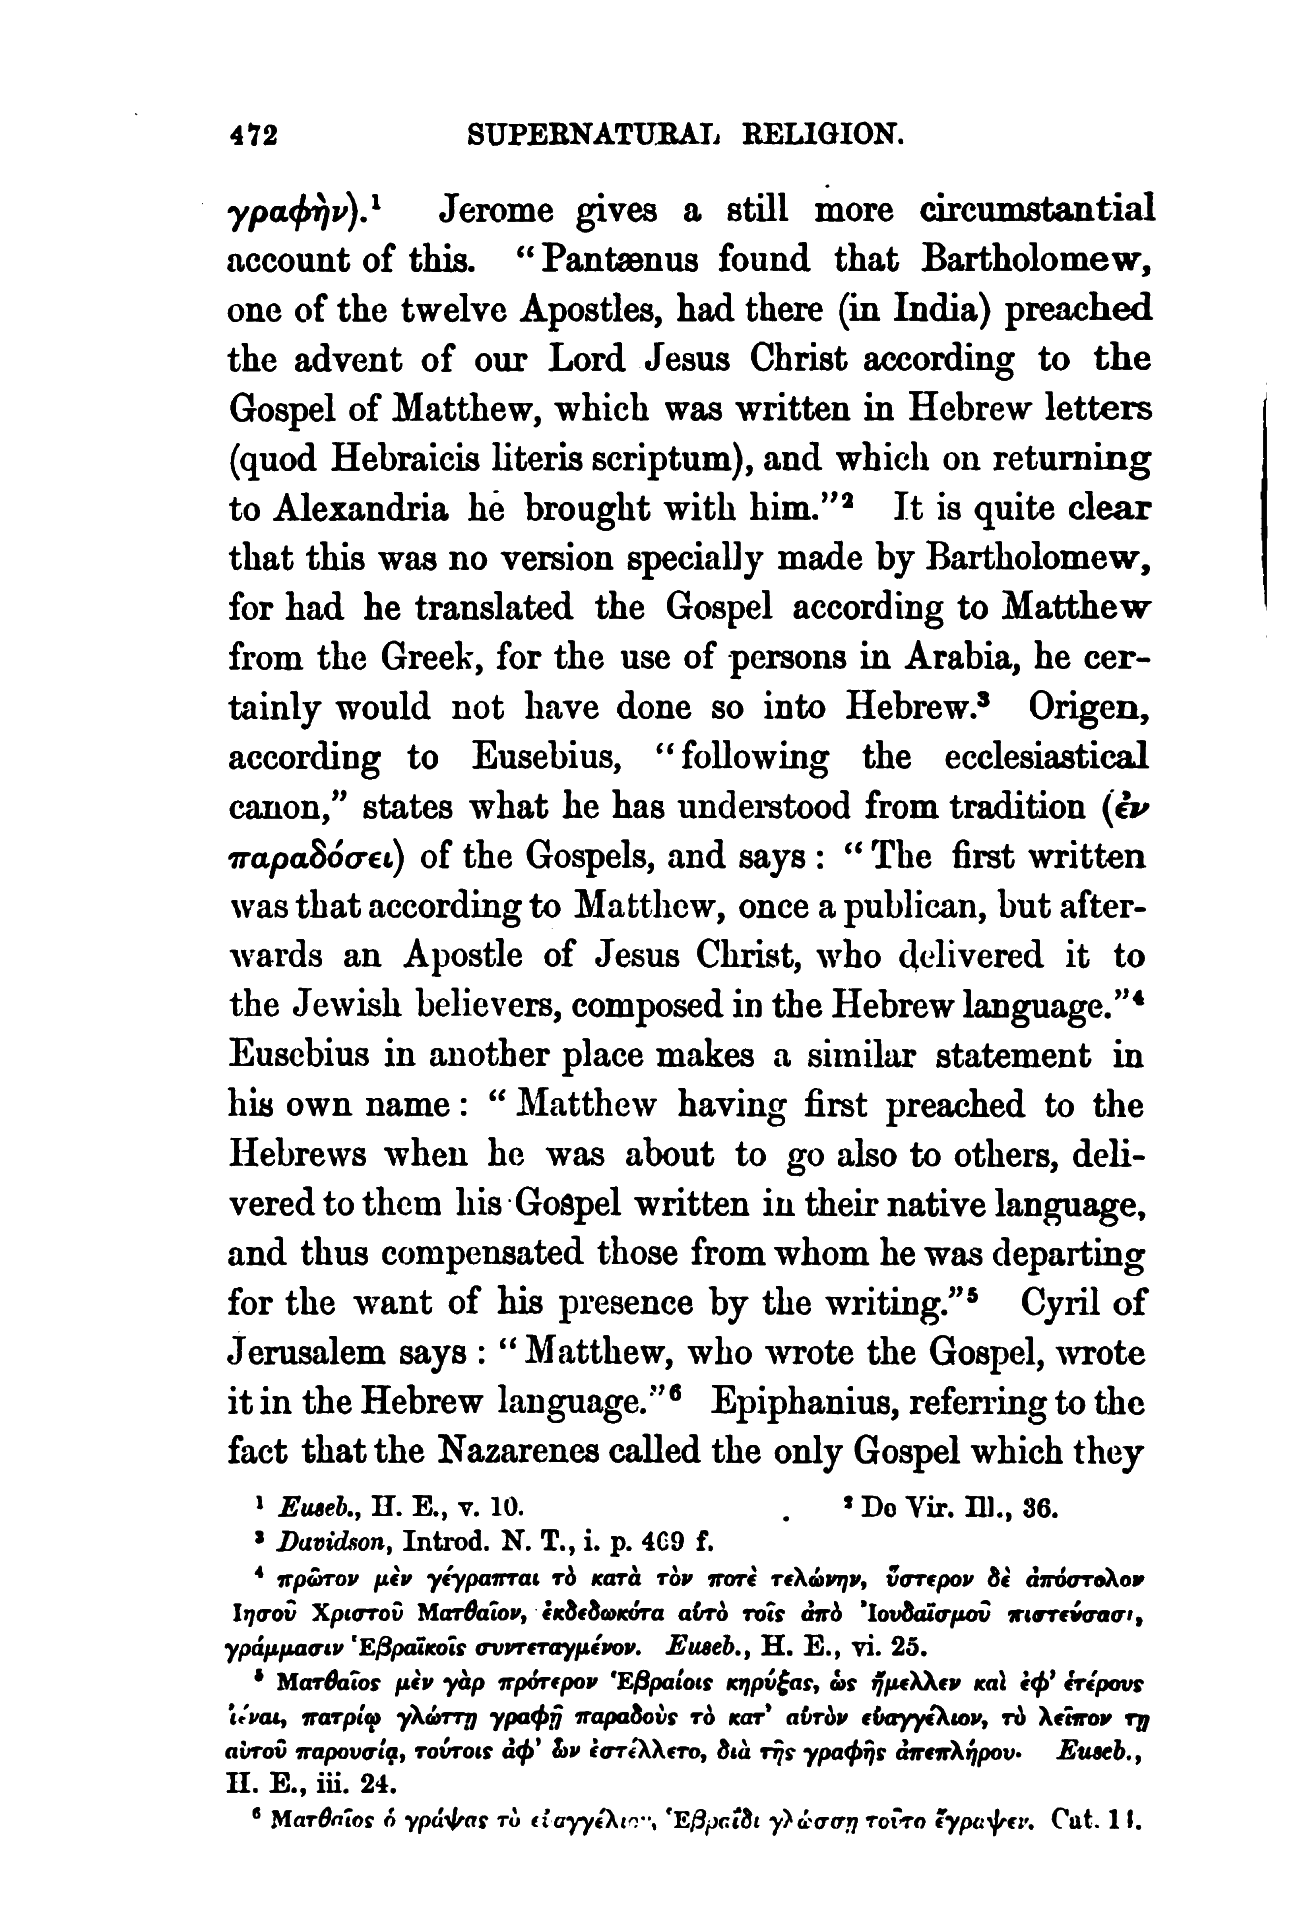 472 SUPERNATURAL RELIGION.
γραφὴν).¹ Jerome gives a still more circumstantial
account of this. “Pantænus found that Bartholomew,
one of the twelve Apostles, had there (in India) preached
the advent of our Lord Jesus Christ according to the
Gospel of Matthew, which was written in Hebrew letters
(quod Hebraicis literis scriptum), and which on returning
to Alexandria he brought with him.”² It is quite clear
that this was no version specially made by Bartholomew,
for had he translated the Gospel according to Matthew
from the Greek, for the use of persons in Arabia, he cer-
tainly would not have done so into Hebrew.³ Origen,
according to Eusebius, “following the ecclesiastical
canon,” states what he has understood from tradition (ἐν
παραδόσει) of the Gospels, and says : “The first written
was that according to Matthew, once a publican, but after-
wards an Apostle of Jesus Christ, who delivered it to
the Jewish believers, composed in the Hebrew language.”⁴
Eusebius in another place makes a similar statement in
his own name : “Matthew having first preached to the
Hebrews when he was about to go also to others, deli-
vered to them his Gospel written in their native language,
and thus compensated those from whom he was departing
for the want of his presence by the writing.”⁵ Cyril of
Jerusalem says : “Matthew, who wrote the Gospel, wrote
it in the Hebrew language.”⁶ Epiphanius, referring to the
fact that the Nazarenes called the only Gospel which they
¹ Euseb., H. E., v. 10. ² De Vir. Ill., 36.
³ Davidson, Introd. N. T., i. p. 469 f.
⁴ πρῶτον μὲν γέγραπται τὸ κατὰ τὸν ποτὲ τελώνην, ὕστερον δὲ ἀπόστολον
Ιησοῦ Χριστοῦ Ματθαῖον, ἐκδεδωκότα αὐτὸ τοῖς ἀπὸ Ἰουδαϊσμοῦ πιστεύσασι,
γράμμασιν Ἑβραϊκοῖς συντεταγμένον. Euseb., H. E., vi. 25.
⁵ Ματθαῖος μὲν γὰρ πρότερον Ἑβραίοις κηρύξας, ὡς ἤμελλεν καὶ ἐφ’ ἑτέρους
ἰέναι, πατρίῳ γλώττῃ γραφῇ παραδοὺς τὸ κατ’ αὐτὸν εὐαγγέλιον, τὸ λεῖπον τῃ
αὐτοῦ παρουσίᾳ, τούτοις ἀφ’ ὧν ἐστέλλετο, διὰ τῆς γραφῆς ἀπεπλήρου· Euseb.,
H. E., iii. 24.
⁶ Ματθαῖος ὁ γράψας τὸ εὐαγγέλιον, Ἑβραΐδι γλώσσῃ τοῦτο ἔγραψεν. Cat. 14.